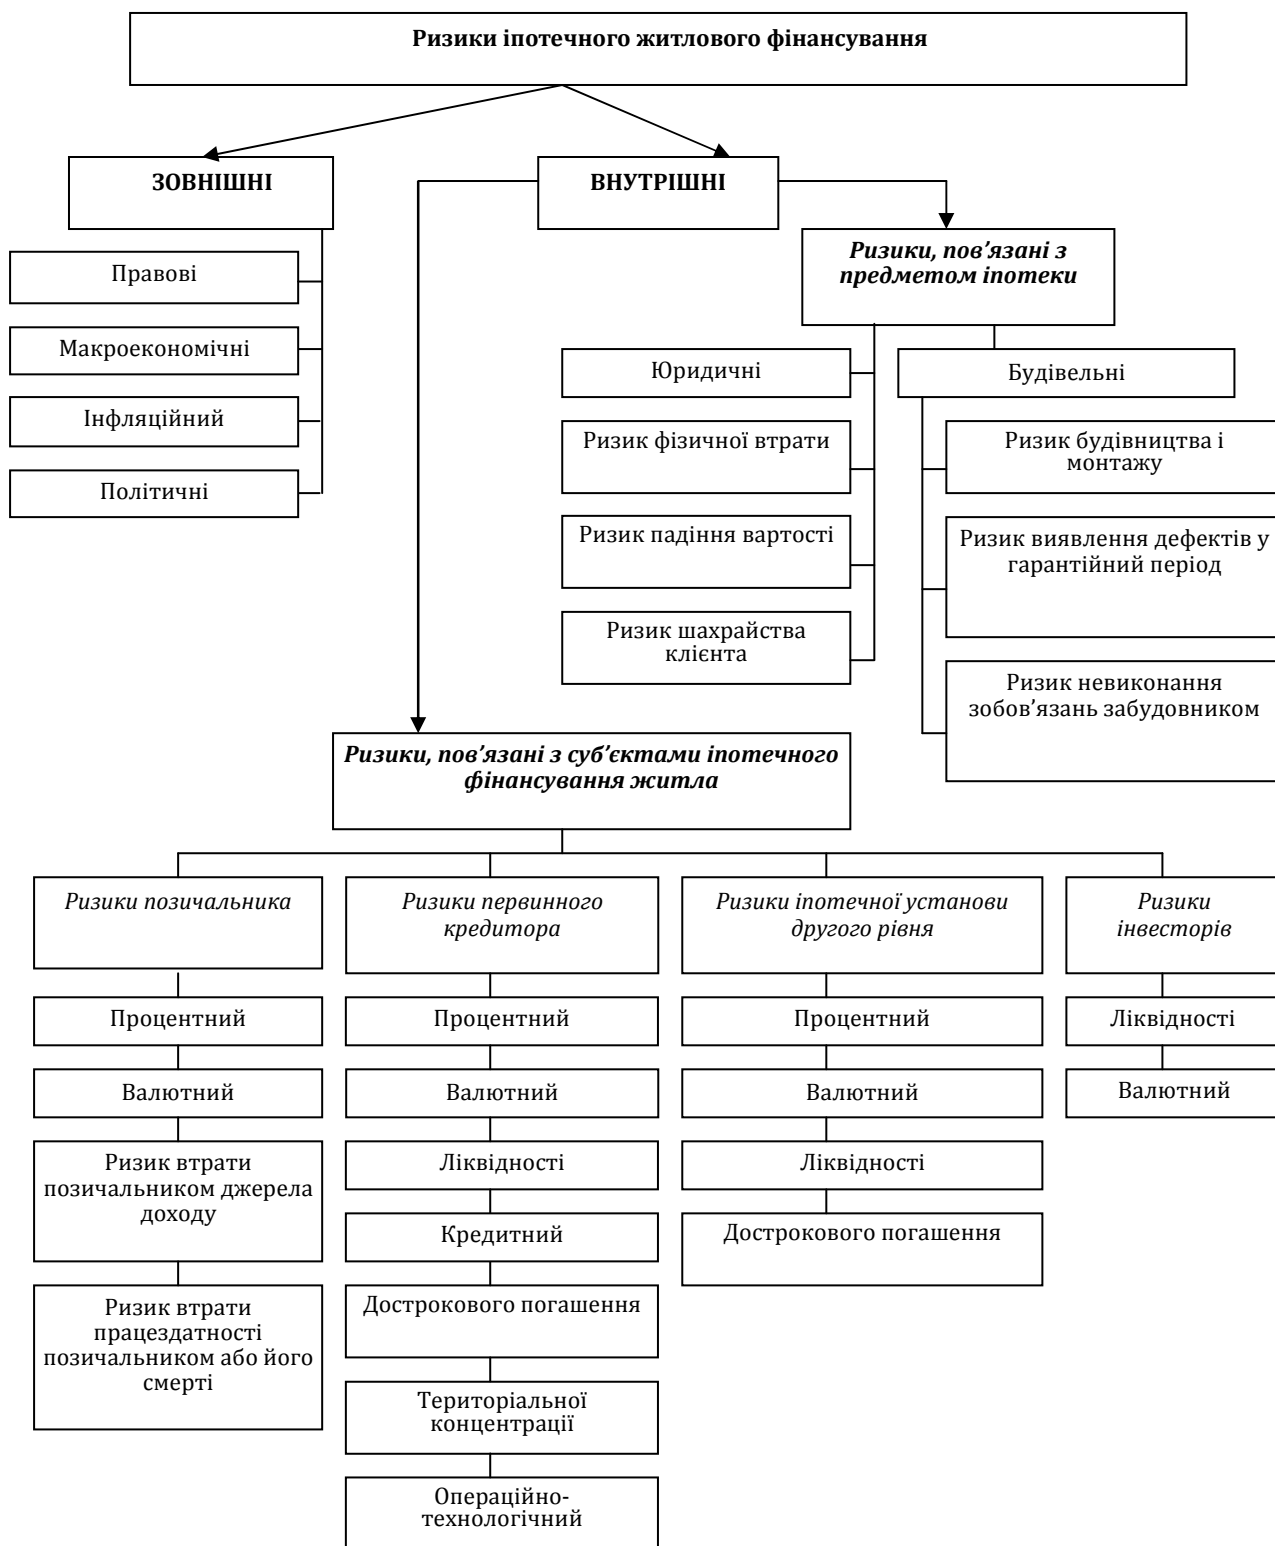 Ризики іпотечного житлового фінансування
ЗОВНІШНІ
ВНУТРІШНІ
Правові
Макроекономічні
Інфляційний
Політичні
Ризики, пов’язані з
предметом іпотеки
Юридичні
Ризик фізичної втрати
Ризик падіння вартості
Ризик шахрайства
клієнта
Будівельні
Ризик будівництва і
монтажу
Ризик виявлення дефектів у
гарантійний період
Ризик невиконання
зобов’язань забудовником
Ризики, пов’язані з суб’єктами іпотечного
фінансування житла
Ризики позичальника
Процентний
Валютний
Ризик втрати
позичальником джерела
доходу
Ризик втрати
працездатності
позичальником або його
смерті
Ризики первинного
кредитора
Процентний
Валютний
Ліквідності
Кредитний
Дострокового погашення
Територіальної
концентрації
Операційно-
технологічний
Ризики іпотечної установи
другого рівня
Процентний
Валютний
Ліквідності
Дострокового погашення
Ризики
інвесторів
Ліквідності
Валютний